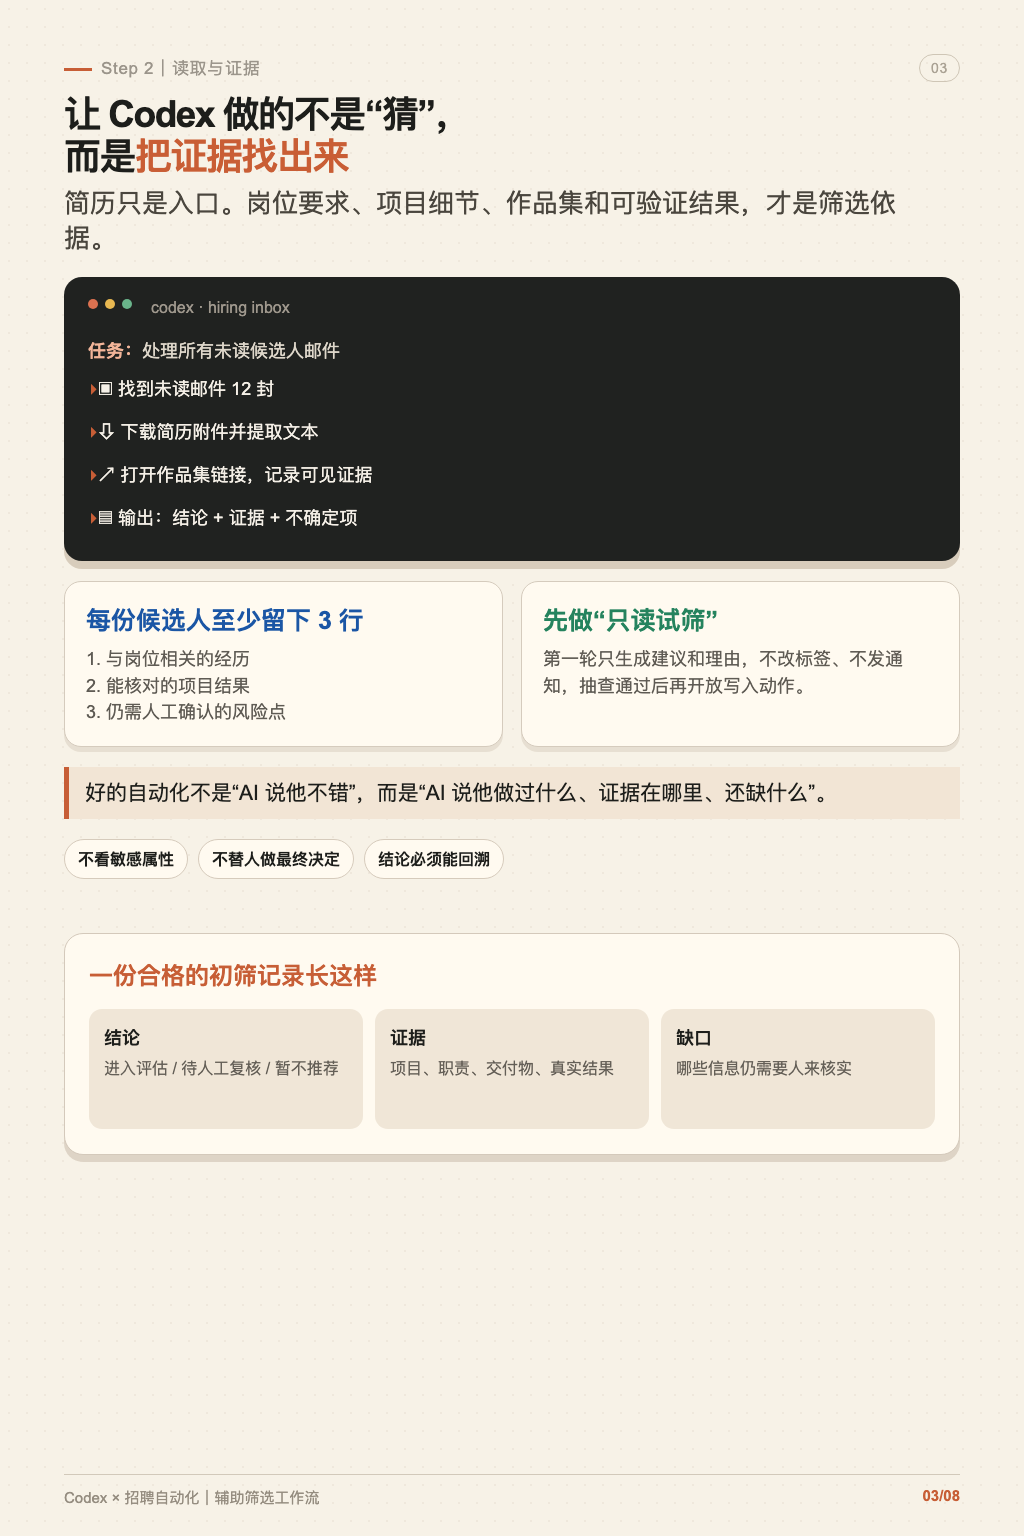 Step 2｜读取与证据
03
让 Codex 做的不是“猜”，
而是把证据找出来
简历只是入口。岗位要求、项目细节、作品集和可验证结果，才是筛选依
据。
codex · hiring inbox
任务：处理所有未读候选人邮件
▣ 找到未读邮件 12 封
⇩ 下载简历附件并提取文本
↗ 打开作品集链接，记录可见证据
▤ 输出：结论 + 证据 + 不确定项
每份候选人至少留下 3 行
1. 与岗位相关的经历
2. 能核对的项目结果
3. 仍需人工确认的风险点
先做“只读试筛”
第一轮只生成建议和理由，不改标签、不发通
知，抽查通过后再开放写入动作。
好的自动化不是“AI 说他不错”，而是“AI 说他做过什么、证据在哪里、还缺什么”。
不看敏感属性
不替人做最终决定
结论必须能回溯
一份合格的初筛记录长这样
结论
进入评估 / 待人工复核 / 暂不推荐
证据
项目、职责、交付物、真实结果
缺口
哪些信息仍需要人来核实
Codex × 招聘自动化｜辅助筛选工作流
03/08